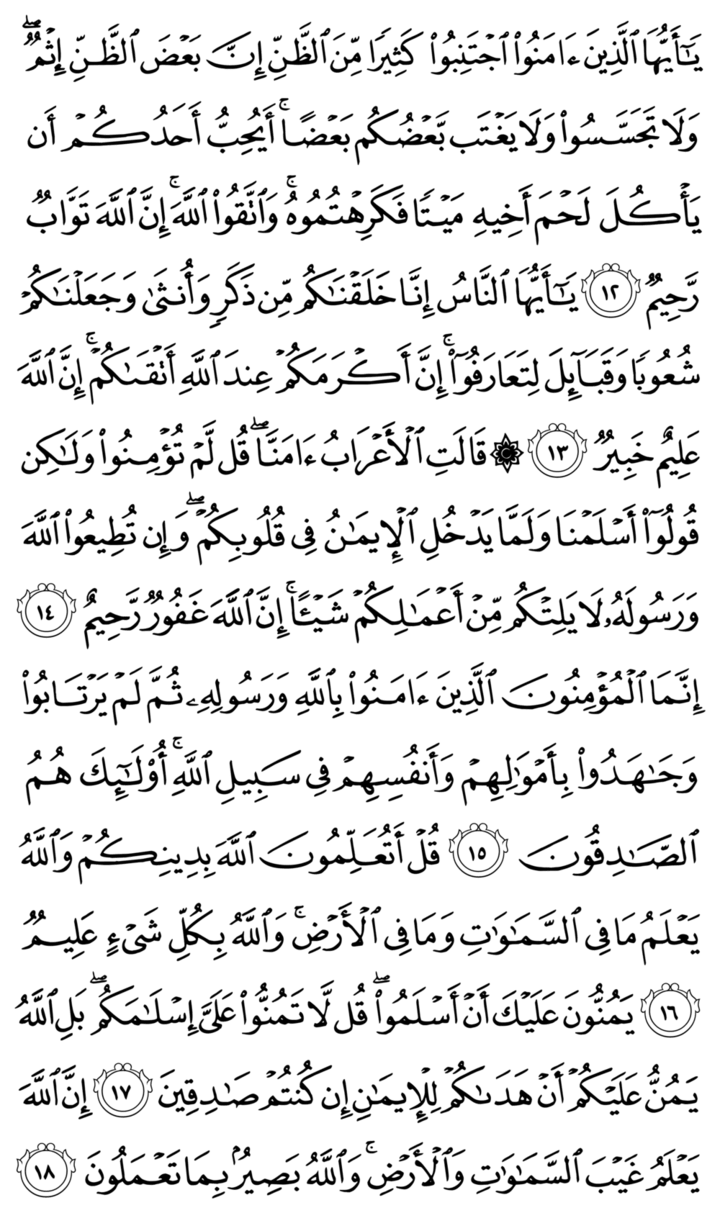 يَـٰٓأَيُّهَا ٱلَّذِينَ ءَامَنُوا۟ ٱجْتَنِبُوا۟ كَثِيرًا مِّنَ ٱلظَّنِّ إِنَّ بَعْضَ ٱلظَّنِّ إِثْمٌ ۖ
وَلَا تَجَسَّسُوا۟ وَلَا يَغْتَب بَّعْضُكُم بَعْضًا ۚ أَيُحِبُّ أَحَدُكُمْ أَن
يَأْكُلَ لَحْمَ أَخِيهِ مَيْتًا فَكَرِهْتُمُوهُ ۚ وَٱتَّقُوا۟ ٱللَّهَ ۚ إِنَّ ٱللَّهَ تَوَّابٌ
رَّحِيمٌ ١٢ يَـٰٓأَيُّهَا ٱلنَّاسُ إِنَّا خَلَقْنَـٰكُم مِّن ذَكَرٍ وَأُنثَىٰ وَجَعَلْنَـٰكُمْ
شُعُوبًا وَقَبَآئِلَ لِتَعَارَفُوٓا۟ ۚ إِنَّ أَكْرَمَكُمْ عِندَ ٱللَّهِ أَتْقَىٰكُمْ ۚ إِنَّ ٱللَّهَ
عَلِيمٌ خَبِيرٌ ١٣ ۞ قَالَتِ ٱلْأَعْرَابُ ءَامَنَّا ۖ قُل لَّمْ تُؤْمِنُوا۟ وَلَـٰكِن
قُولُوٓا۟ أَسْلَمْنَا وَلَمَّا يَدْخُلِ ٱلْإِيمَـٰنُ فِى قُلُوبِكُمْ ۖ وَإِن تُطِيعُوا۟ ٱللَّهَ
وَرَسُولَهُۥ لَا يَلِتْكُم مِّنْ أَعْمَـٰلِكُمْ شَيْـًٔا ۚ إِنَّ ٱللَّهَ غَفُورٌ رَّحِيمٌ ١٤
إِنَّمَا ٱلْمُؤْمِنُونَ ٱلَّذِينَ ءَامَنُوا۟ بِٱللَّهِ وَرَسُولِهِۦ ثُمَّ لَمْ يَرْتَابُوا۟
وَجَـٰهَدُوا۟ بِأَمْوَٰلِهِمْ وَأَنفُسِهِمْ فِى سَبِيلِ ٱللَّهِ ۚ أُو۟لَـٰٓئِكَ هُمُ
ٱلصَّـٰدِقُونَ ١٥ قُلْ أَتُعَلِّمُونَ ٱللَّهَ بِدِينِكُمْ وَٱللَّهُ
يَعْلَمُ مَا فِى ٱلسَّمَـٰوَٰتِ وَمَا فِى ٱلْأَرْضِ ۚ وَٱللَّهُ بِكُلِّ شَىْءٍ عَلِيمٌ
١٦ يَمُنُّونَ عَلَيْكَ أَنْ أَسْلَمُوا۟ ۖ قُل لَّا تَمُنُّوا۟ عَلَىَّ إِسْلَـٰمَكُم ۖ بَلِ ٱللَّهُ
يَمُنُّ عَلَيْكُمْ أَنْ هَدَىٰكُمْ لِلْإِيمَـٰنِ إِن كُنتُمْ صَـٰدِقِينَ ١٧ إِنَّ ٱللَّهَ
يَعْلَمُ غَيْبَ ٱلسَّمَـٰوَٰتِ وَٱلْأَرْضِ ۚ وَٱللَّهُ بَصِيرٌۢ بِمَا تَعْمَلُونَ ١٨